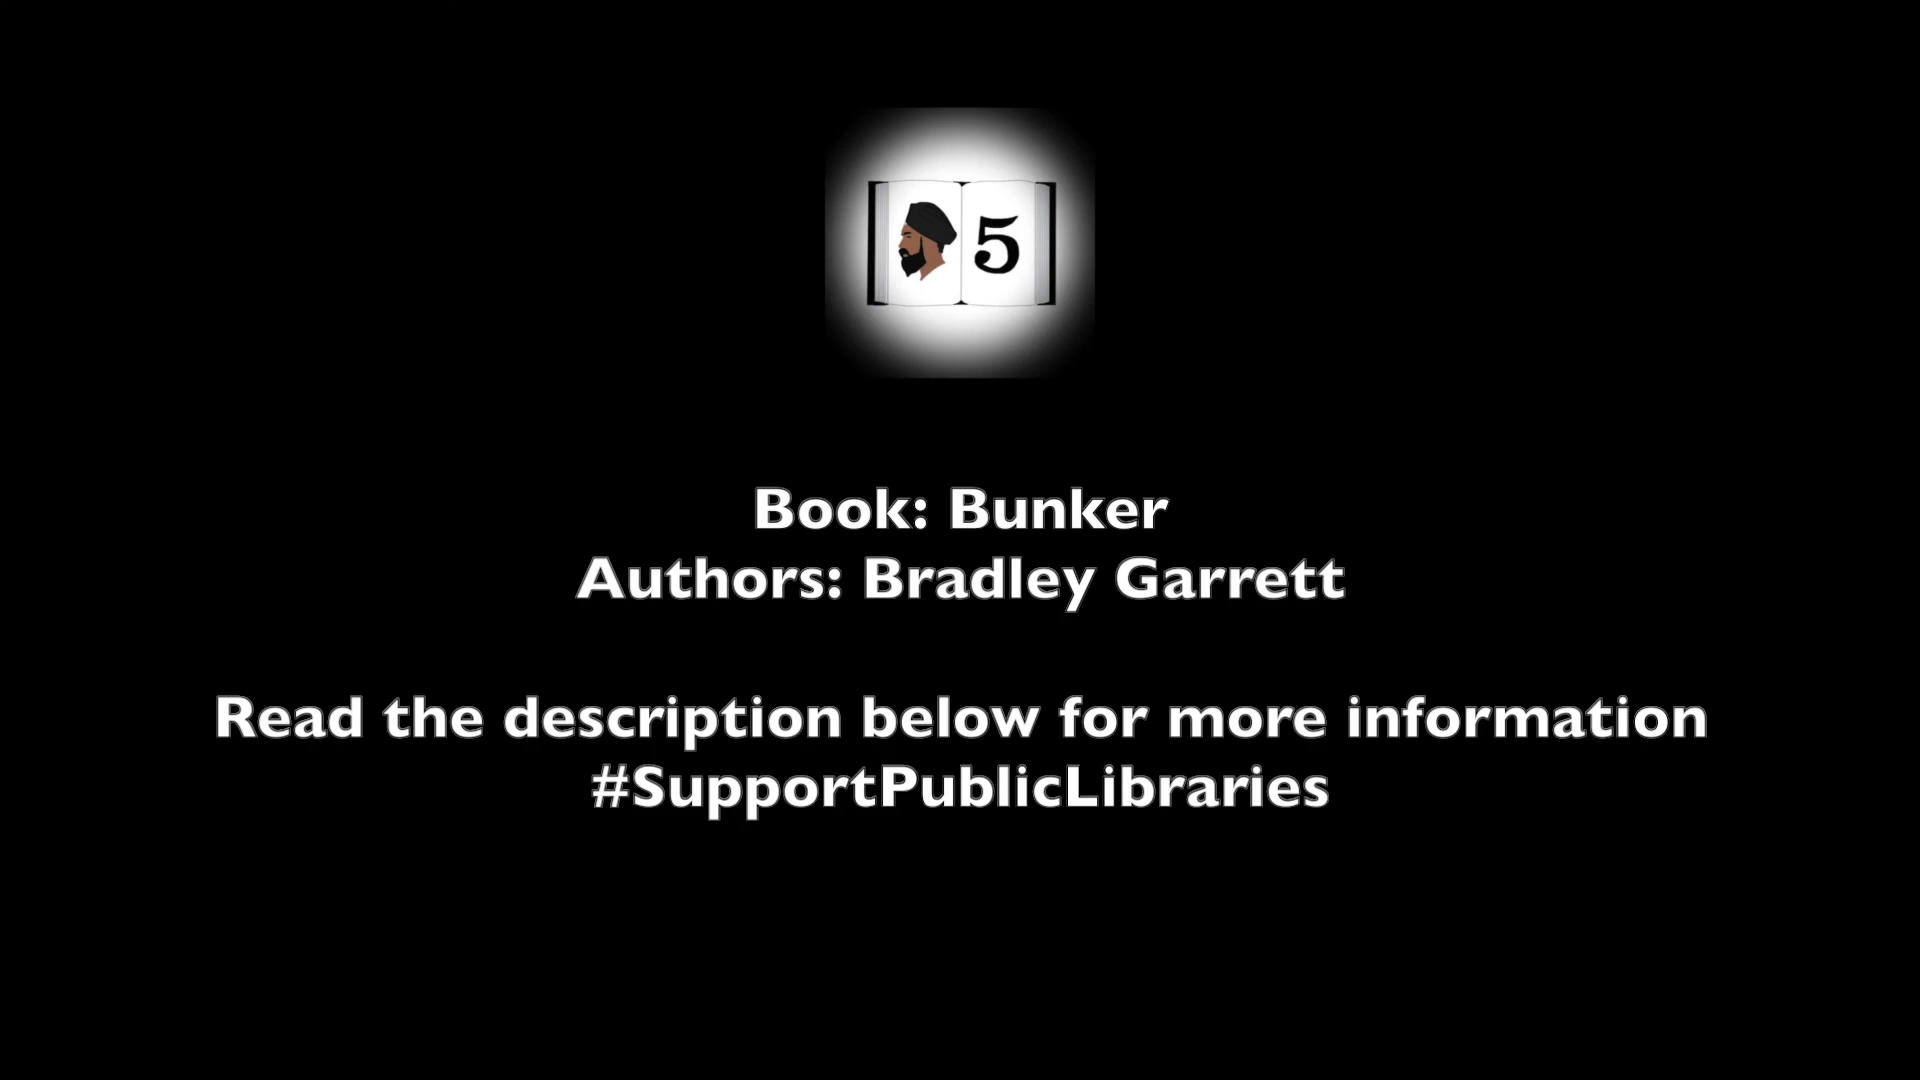 5
Book: Bunker
Authors: Bradley Garrett
Read the description below for more information
#SupportPublicLibraries